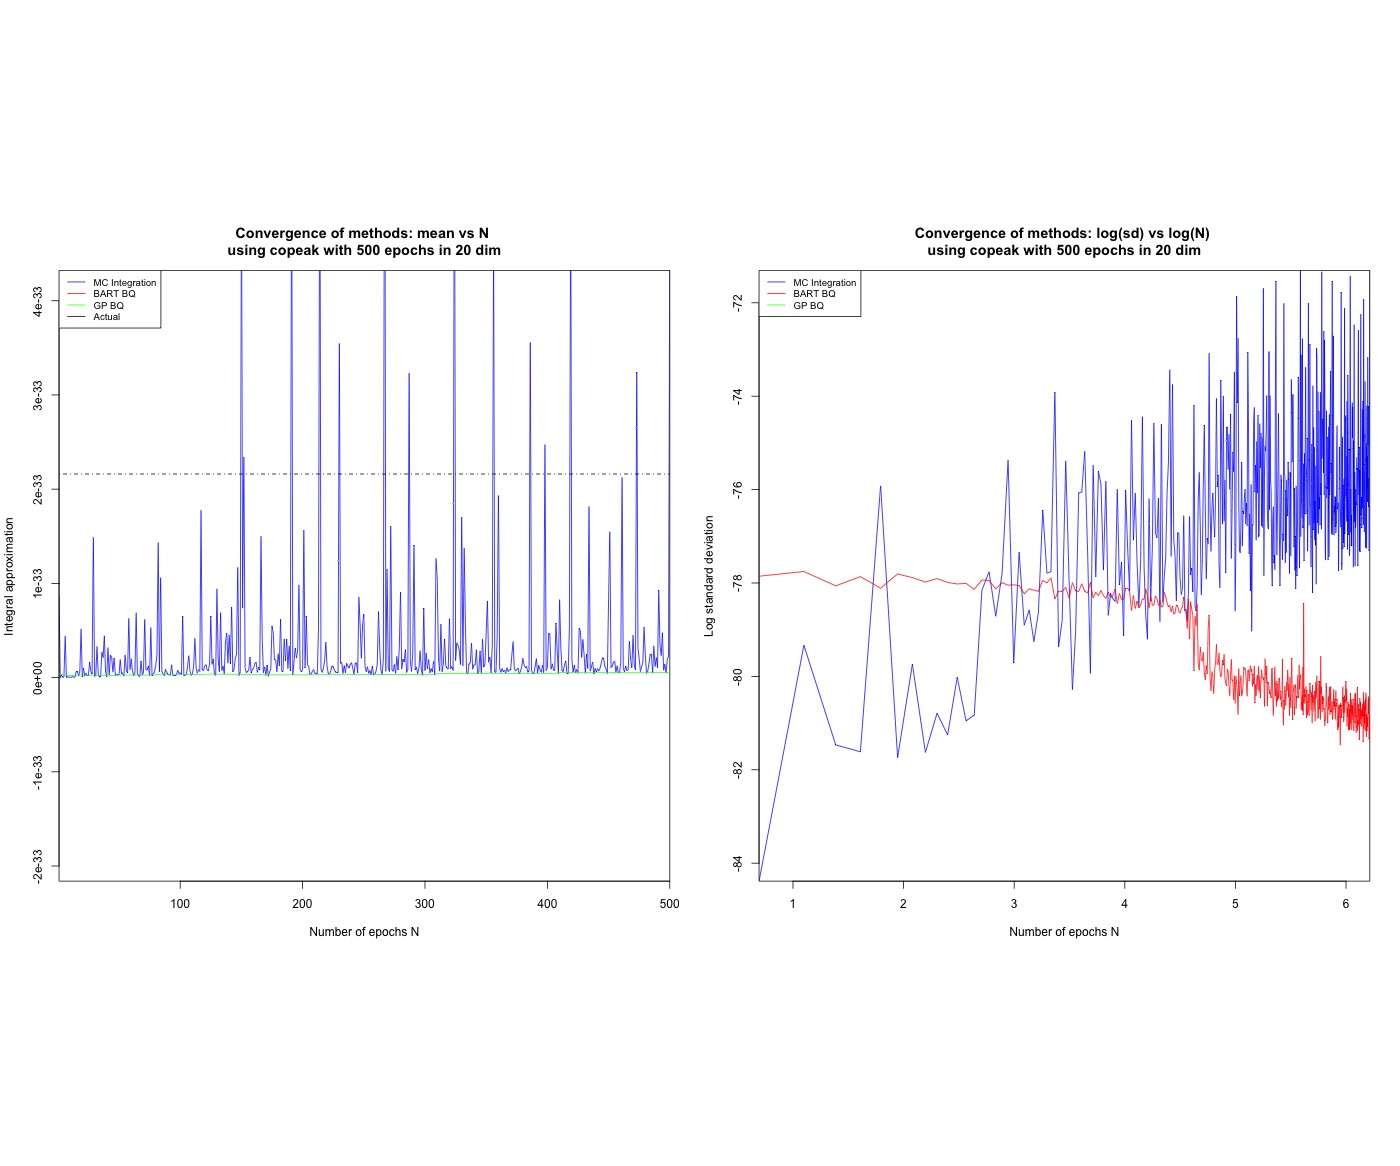 Convergence of methods: mean vs N
using copeak with 500 epochs in 20 dim
MC Integration
BART BQ
GP BQ
Actual
Integral approximation
4e-33
3e-33
2e-33
1e-33
0e+00
-1e-33
-2e-33
100
200
300
400
500
Number of epochs N
Convergence of methods: log(sd) vs log(N)
using copeak with 500 epochs in 20 dim
MC Integration
BART BQ
GP BQ
Log standard deviation
-72
-74
-76
-78
-80
-82
-84
1
2
3
4
5
6
Number of epochs N